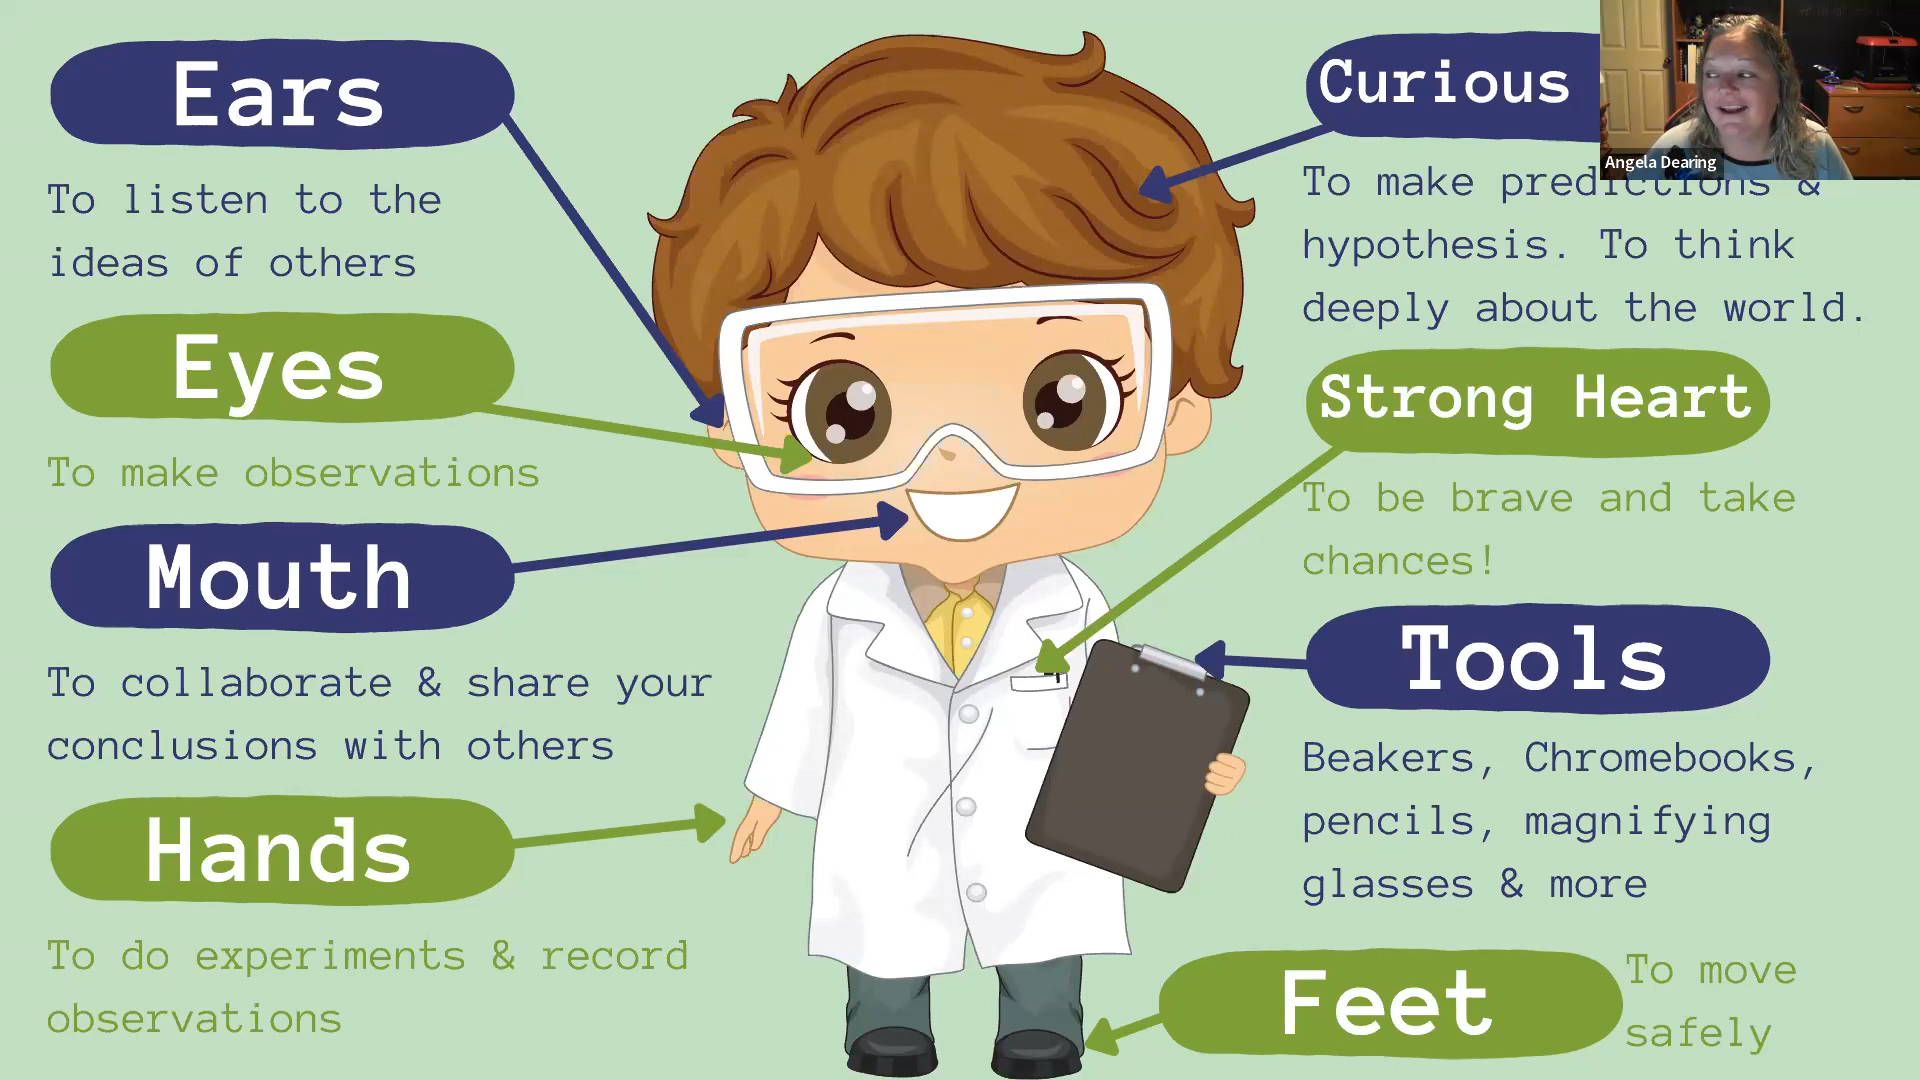 Ears
To listen to the
ideas of others
Eyes
To make observations
Mouth
To collaborate & share your
conclusions with others
Hands
To do experiments & record
observations
Curious
Angela Dearing
To make predictions &
hypothesis. To think
deeply about the world.
Strong Heart
To be brave and take
chances!
Tools
Beakers, Chromebooks,
pencils, magnifying
glasses & more
Feet
To move
safely